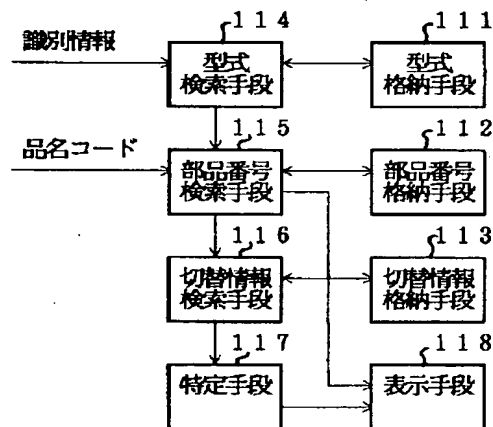 114
111
識別情報
型式
検索手段
型式
格納手段
115
112
品名コード
部品番号
検索手段
部品番号
格納手段
116
113
切替情報
検索手段
切替情報
格納手段
117
118
特定手段
表示手段